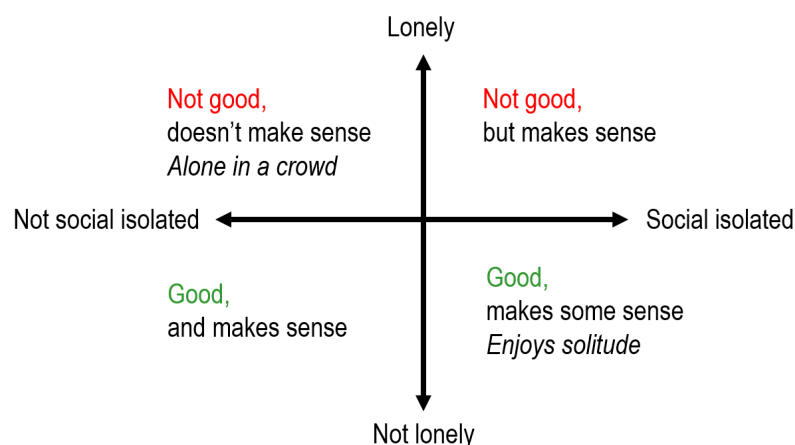 Lonely
Not good,
doesn’t make sense
Alone in a crowd
Not good,
but makes sense
Not social isolated
Social isolated
Good,
and makes sense
Good,
makes some sense
Enjoys solitude
Not lonely